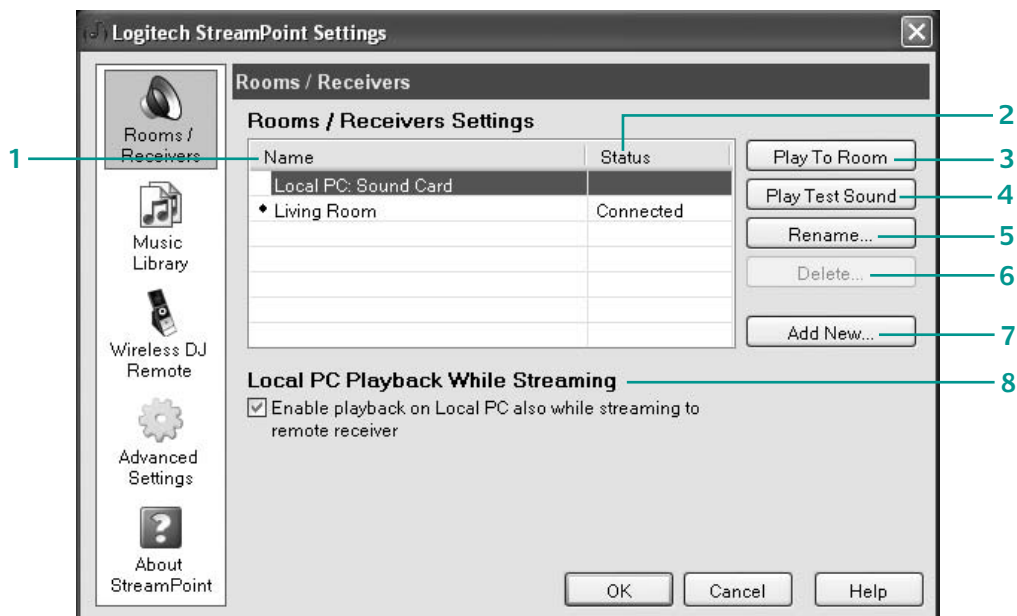 Logitech StreamPoint Settings
Rooms / Receivers
Rooms / Receivers Settings
Name
Status
Local PC: Sound Card
Living Room
Connected
Play To Room
Play Test Sound
Rename...
Delete...
Add New...
Local PC Playback While Streaming
Enable playback on Local PC also while streaming to
remote receiver
Rooms /
Receivers
Music
Library
Wireless DJ
Remote
Advanced
Settings
?
About
StreamPoint
OK
Cancel
Help
1
2
3
4
5
6
7
8